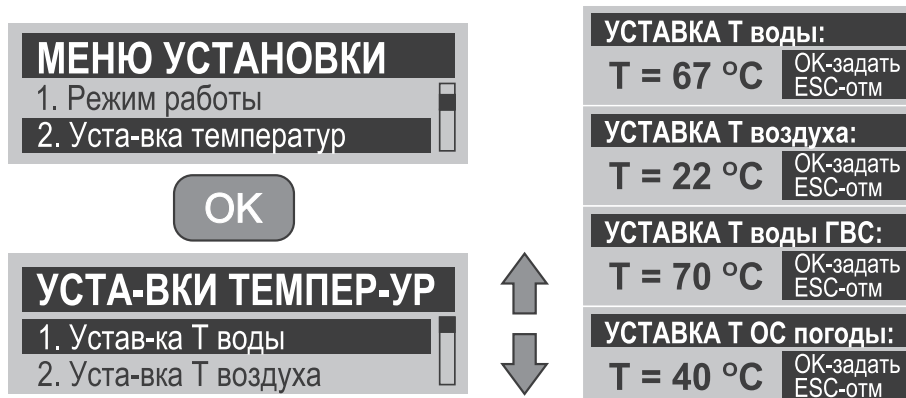 МЕНЮ УСТАНОВКИ
1. Режим работы
2. Уста-вка температур
OK
УСТА-ВКИ ТЕМПЕР-УР
1. Устав-ка Т воды
2. Уста-вка Т воздуха
УСТАВКА Т воды:
T = 67 °C
OK-задать
ESC-отм
УСТАВКА Т воздуха:
T = 22 °C
OK-задать
ESC-отм
УСТАВКА Т воды ГВС:
T = 70 °C
OK-задать
ESC-отм
УСТАВКА Т ОС погоды:
T = 40 °C
OK-задать
ESC-отм